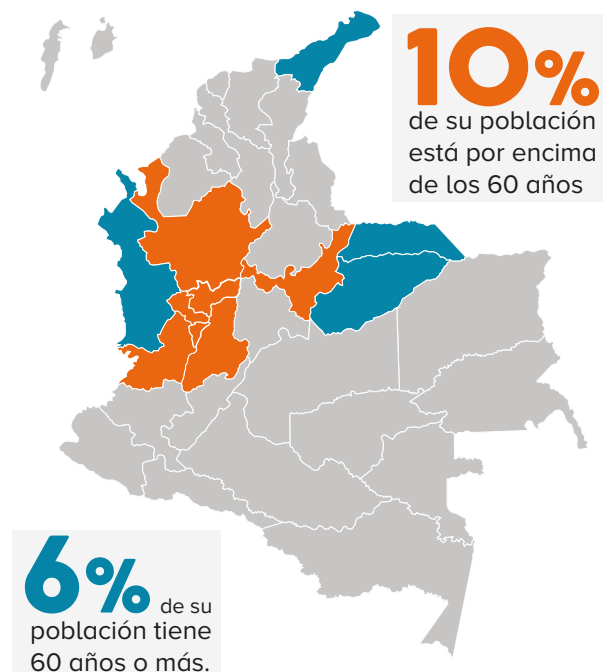 10%
de su población
está por encima
de los 60 años
6% de su
población tiene
60 años o más.